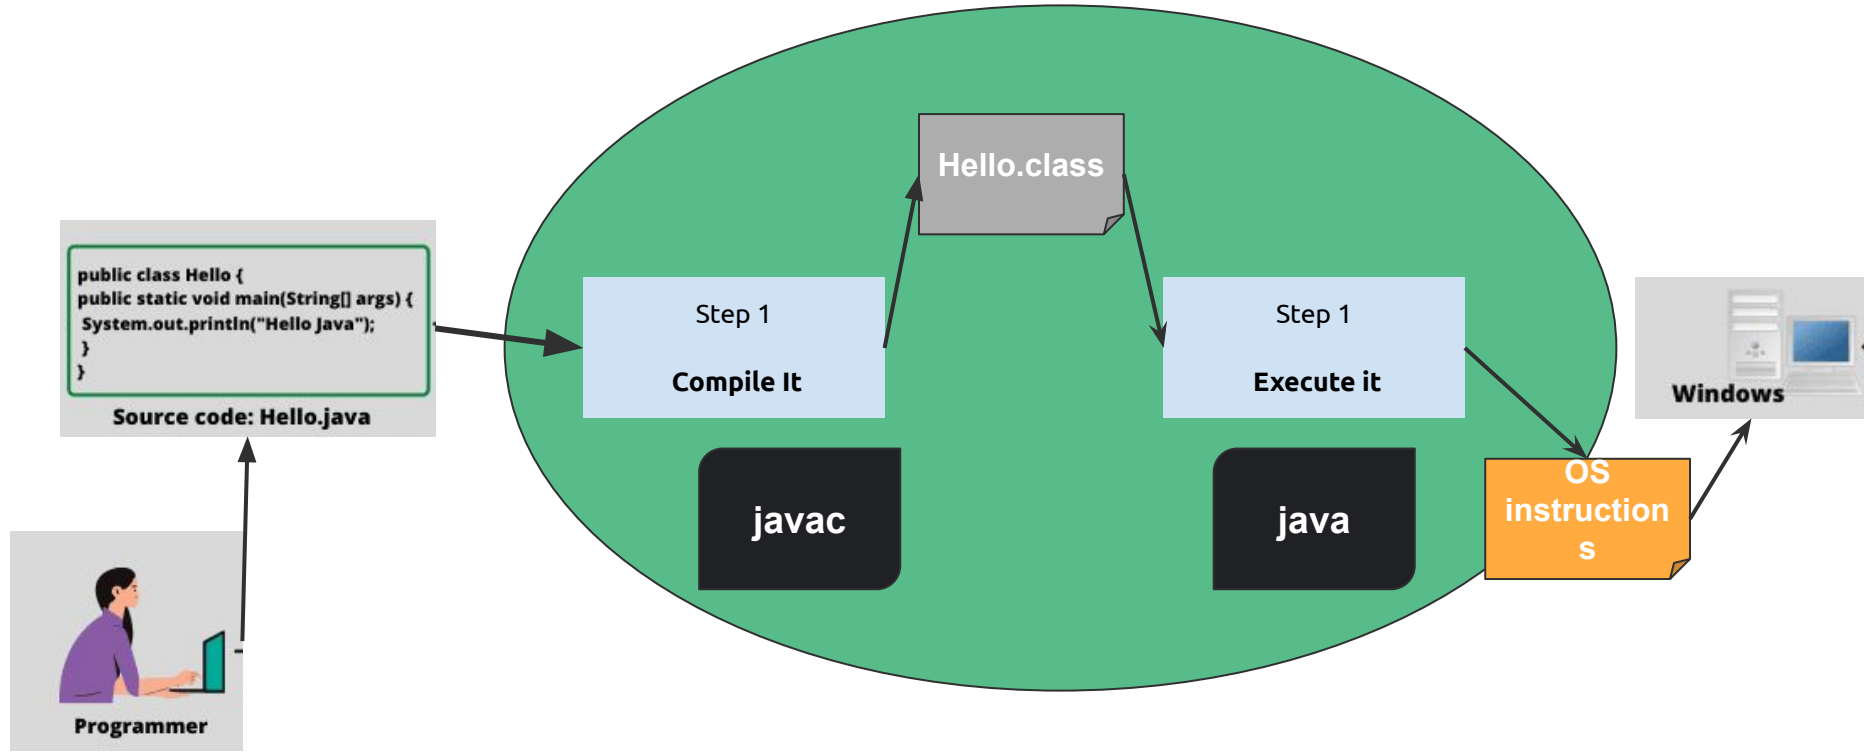 public class Hello {
public static void main(String[] args) {
System.out.println("Hello Java");
}
}
Source code: Hello.java
Programmer
Step 1
Compile It
javac
Hello.class
Step 1
Execute it
java
OS
instruction
s
Windows